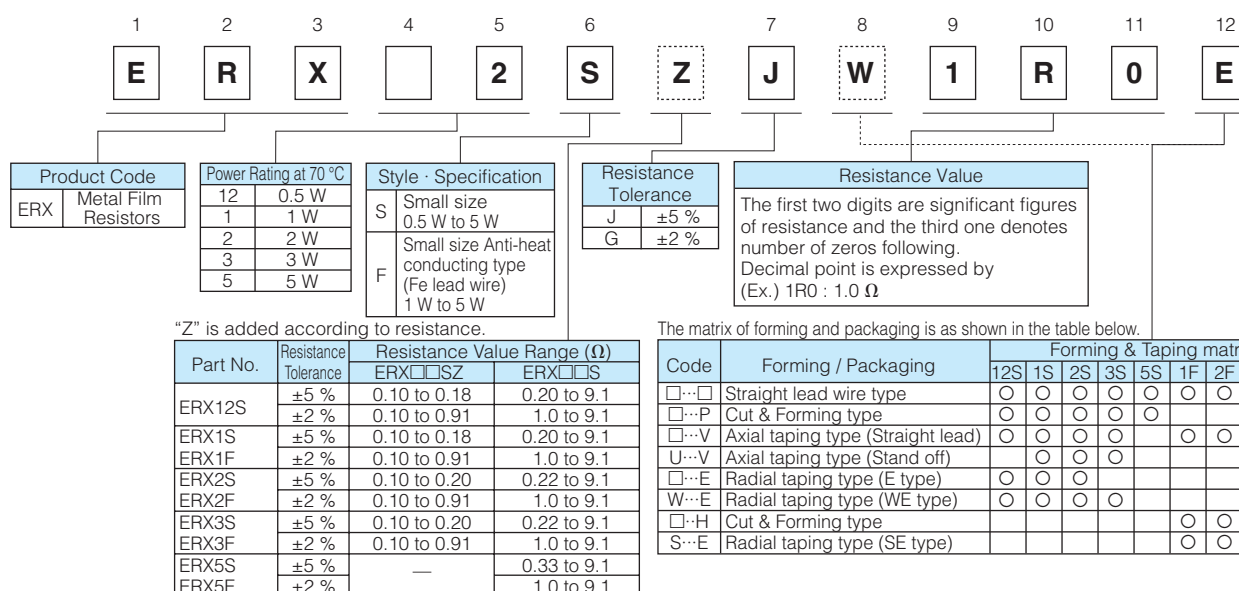 1 2 3 4 5 6 7 8 9 10 11 12
E R X 2 S Z J W 1 R 0 E
Product Code
ERX Metal Film Resistors
Power Rating at 70 °C
12 0.5 W
1 1 W
2 2 W
3 3 W
5 5 W
Style · Specification
S Small size
0.5 W to 5 W
F Small size Anti-heat
conducting type
(Fe lead wire)
1 W to 5 W
Resistance
Tolerance
J ±5 %
G ±2 %
Resistance Value
The first two digits are significant figures
of resistance and the third one denotes
number of zeros following.
Decimal point is expressed by
(Ex.) 1R0 : 1.0 Ω
"Z" is added according to resistance.
Part No. Resistance Tolerance Resistance Value Range (Ω)
ERX□□SZ ERX□□S
ERX12S ±5 % 0.10 to 0.18 0.20 to 9.1
±2 % 0.10 to 0.91 1.0 to 9.1
ERX1S ±5 % 0.10 to 0.18 0.20 to 9.1
ERX1F ±2 % 0.10 to 0.91 1.0 to 9.1
ERX2S ±5 % 0.10 to 0.20 0.22 to 9.1
ERX2F ±2 % 0.10 to 0.91 1.0 to 9.1
ERX3S ±5 % 0.10 to 0.20 0.22 to 9.1
ERX3F ±2 % 0.10 to 0.91 1.0 to 9.1
ERX5S ±5 % — 0.33 to 9.1
ERX5F ±2 % 1.0 to 9.1
The matrix of forming and packaging is as shown in the table below.
Code Forming / Packaging Forming & Taping
12S 1S 2S 3S 5S 1F 2F
□···□ Straight lead wire type ○ ○ ○ ○ ○ ○ ○
□···P Cut & Forming type ○ ○ ○ ○ ○
□···V Axial taping type (Straight lead) ○ ○ ○ ○ ○ ○
U···V Axial taping type (Stand off) ○ ○ ○
□···E Radial taping type (E type) ○ ○ ○
W···E Radial taping type (WE type) ○ ○ ○ ○
□··H Cut & Forming type ○ ○
S···E Radial taping type (SE type) ○ ○